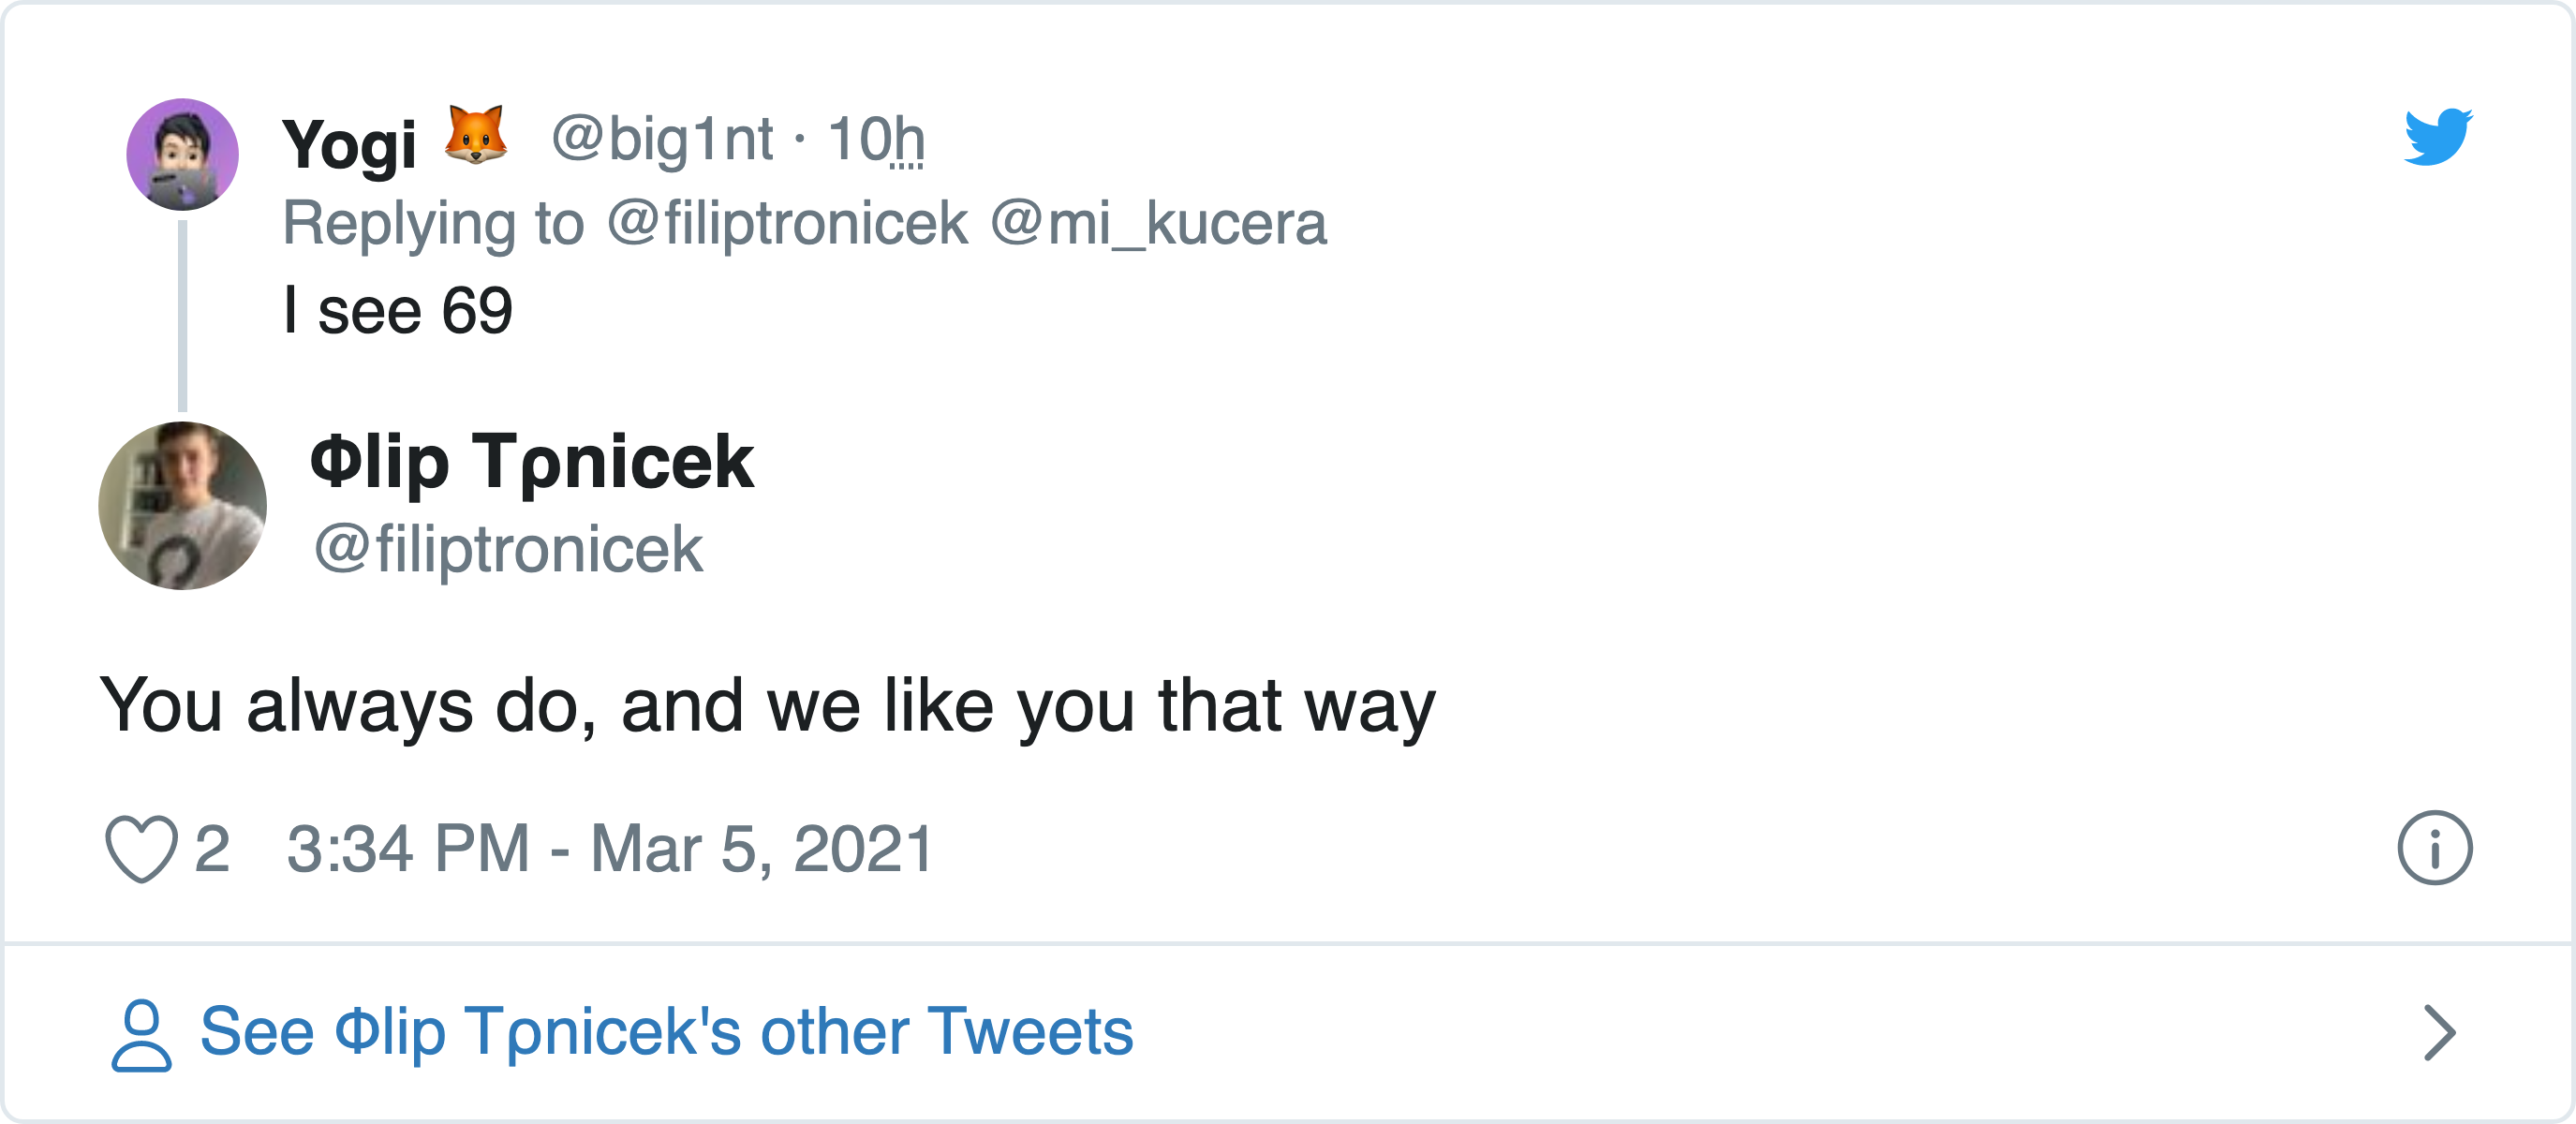 Yogi 🦊 @big1nt · 10h
Replying to @filiptronicek @mi_kucera
I see 69
Φlip Tρnicek
@filiptronicek
You always do, and we like you that way
2 3:34 PM - Mar 5, 2021
See Φlip Tρnicek's other Tweets